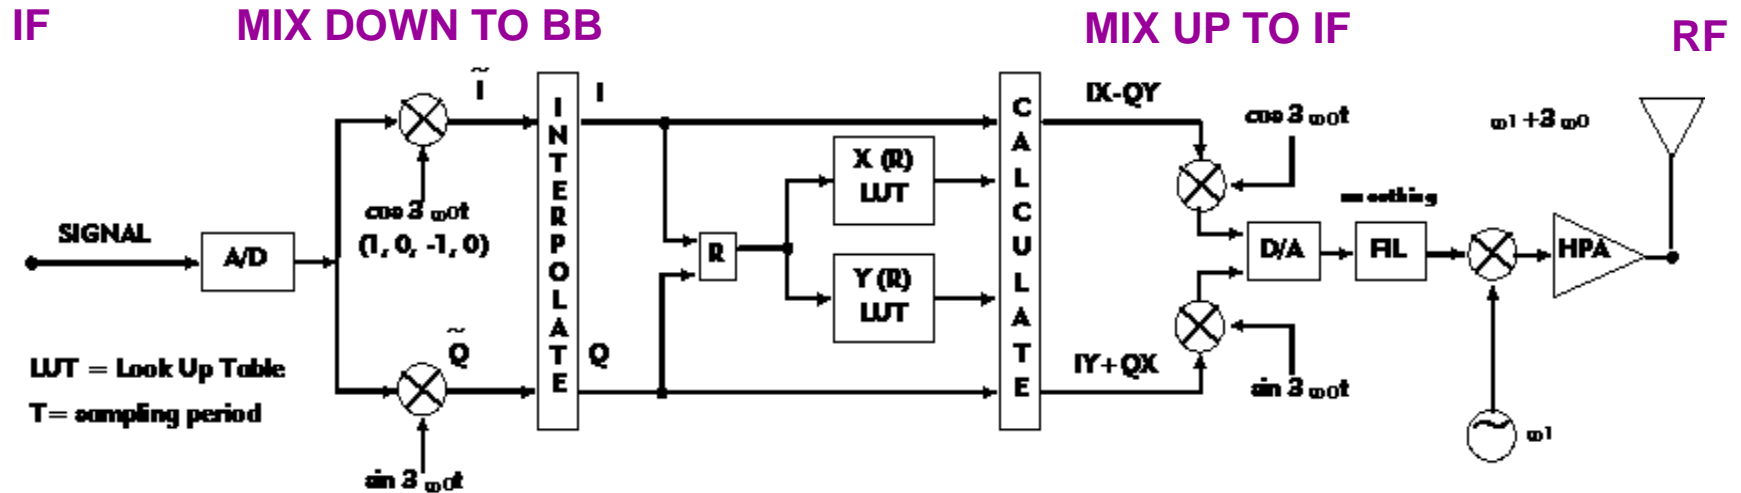 IF
MIX DOWN TO BB
MIX UP TO IF
RF
~
I
INTERPOLATE
I
CALCULATE
IX-QY
cos 3 ω0t
ω1+3 ω0
X (R)
LUT
cos 3 ω0t
(1, 0, -1, 0)
smoothing
SIGNAL
A/D
R
D/A
FIL
HPA
Y (R)
LUT
~
Q
Q
IY+QX
sin 3 ω0t
LUT = Look Up Table
T= sampling period
~
ω1
sin 3 ω0t